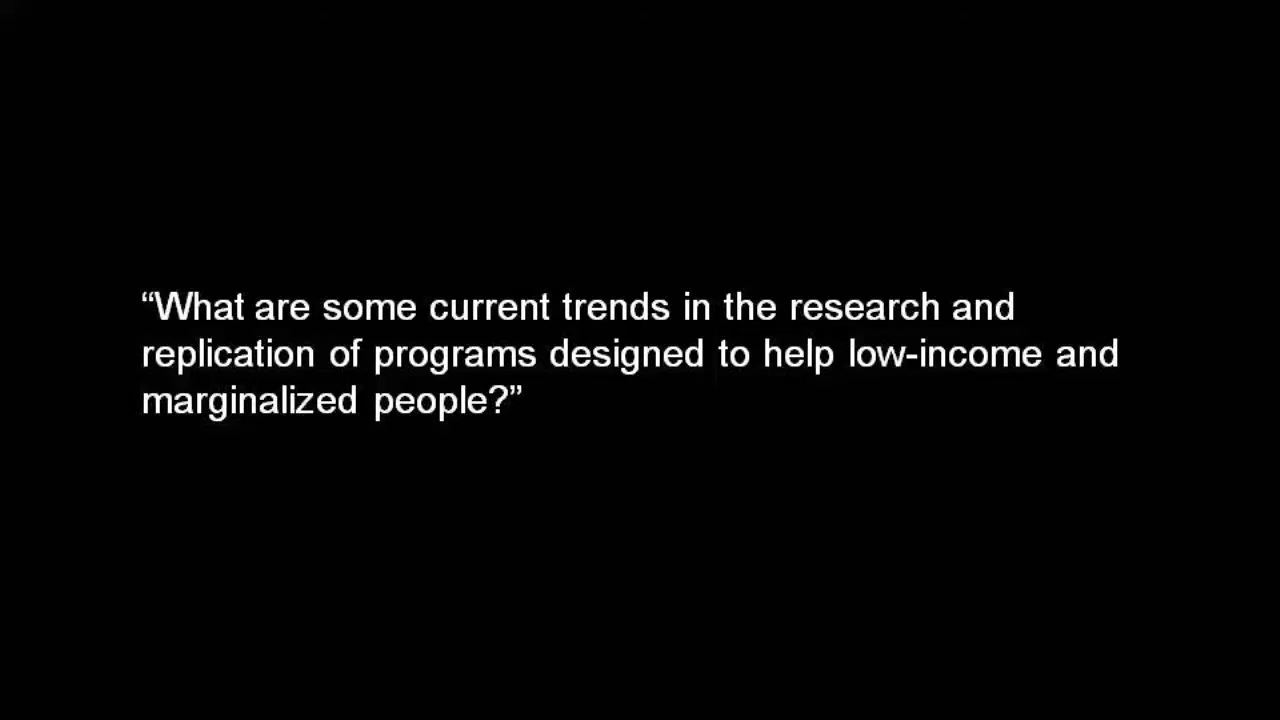 “What are some current trends in the research and
replication of programs designed to help low-income and
marginalized people?”